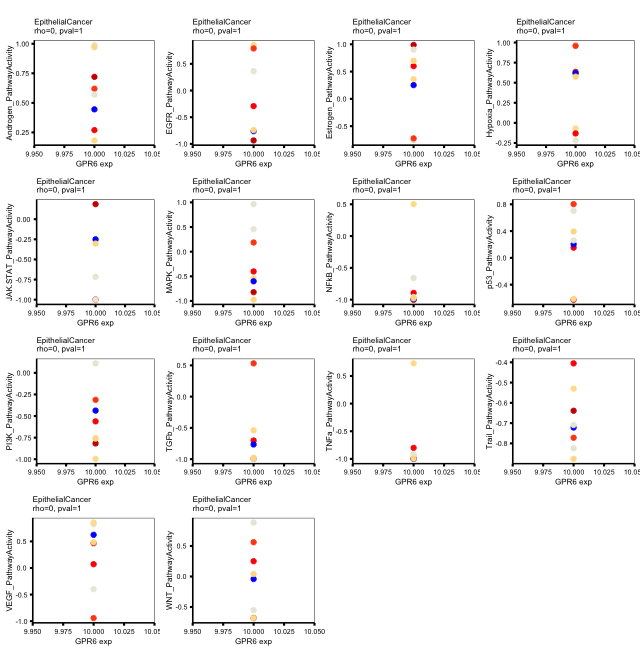 EpithelialCancer
rho=0, pval=1
Androgen_PathwayActivity
1.00
0.75
0.50
0.25
9.950 9.975 10.000 10.025 10.05
GPR6 exp
EpithelialCancer
rho=0, pval=1
EGFR_PathwayActivity
0.5
0.0
-0.5
-1.0
9.950 9.975 10.000 10.025 10.05
GPR6 exp
EpithelialCancer
rho=0, pval=1
Estrogen_PathwayActivity
1.0
0.5
0.0
-0.5
9.950 9.975 10.000 10.025 10.05
GPR6 exp
EpithelialCancer
rho=0, pval=1
Hypoxia_PathwayActivity
1.00
0.75
0.50
0.25
0.00
-0.25
9.950 9.975 10.000 10.025 10.05
GPR6 exp
EpithelialCancer
rho=0, pval=1
JAK.STAT_PathwayActivity
0.00
-0.25
-0.50
-0.75
-1.00
9.950 9.975 10.000 10.025 10.05
GPR6 exp
EpithelialCancer
rho=0, pval=1
MAPK_PathwayActivity
1.0
0.5
0.0
-0.5
-1.0
9.950 9.975 10.000 10.025 10.05
GPR6 exp
EpithelialCancer
rho=0, pval=1
NFkB_PathwayActivity
0.5
0.0
-0.5
-1.0
9.950 9.975 10.000 10.025 10.05
GPR6 exp
EpithelialCancer
rho=0, pval=1
p53_PathwayActivity
0.8
0.4
0.0
-0.4
9.950 9.975 10.000 10.025 10.05
GPR6 exp
EpithelialCancer
rho=0, pval=1
PI3K_PathwayActivity
0.00
-0.25
-0.50
-0.75
-1.00
9.950 9.975 10.000 10.025 10.05
GPR6 exp
EpithelialCancer
rho=0, pval=1
TGFb_PathwayActivity
0.5
0.0
-0.5
-1.0
9.950 9.975 10.000 10.025 10.05
GPR6 exp
EpithelialCancer
rho=0, pval=1
TNFa_PathwayActivity
0.5
0.0
-0.5
-1.0
9.950 9.975 10.000 10.025 10.05
GPR6 exp
EpithelialCancer
rho=0, pval=1
Trail_PathwayActivity
-0.4
-0.5
-0.6
-0.7
-0.8
9.950 9.975 10.000 10.025 10.05
GPR6 exp
EpithelialCancer
rho=0, pval=1
VEGF_PathwayActivity
0.5
0.0
-0.5
-1.0
9.950 9.975 10.000 10.025 10.05
GPR6 exp
EpithelialCancer
rho=0, pval=1
WNT_PathwayActivity
0.5
0.0
-0.5
9.950 9.975 10.000 10.025 10.050
GPR6 exp